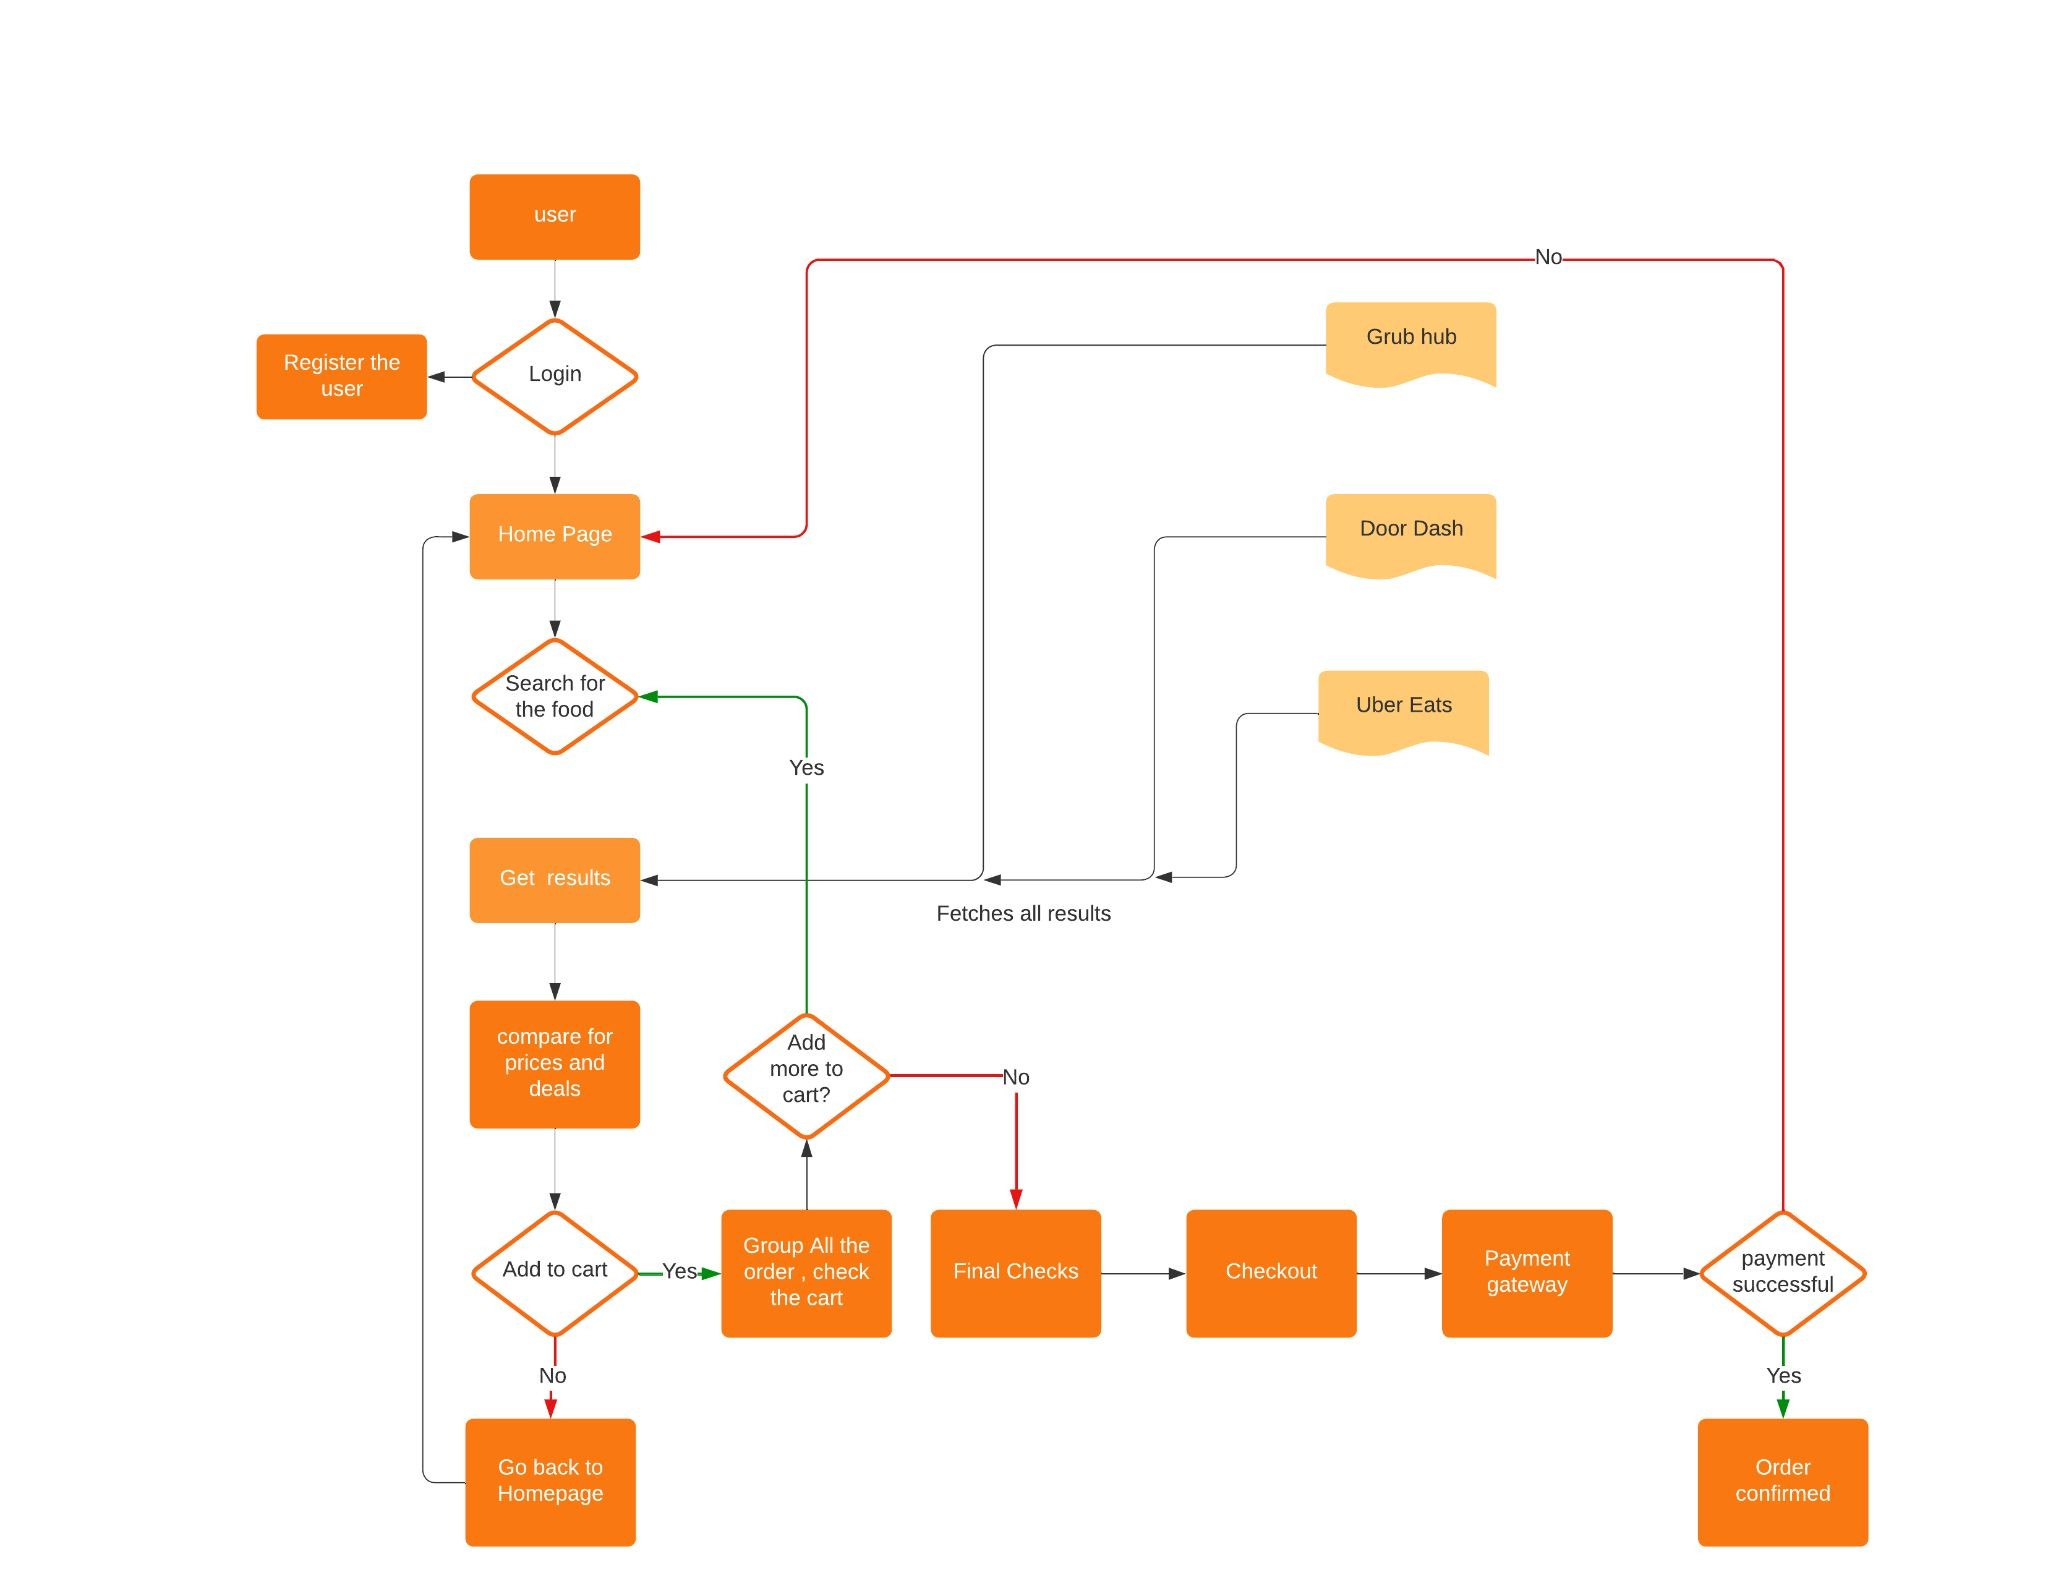 user
No
Grub hub
Register the
user
Login
Door Dash
Home Page
Search for
the food
Uber Eats
Yes
Get  results
Fetches all results
compare for
prices and
deals
Add
more to
cart?
No
Add to cart
Yes
Group All the
order , check
the cart
Final Checks
Checkout
Payment
gateway
payment
successful
No
Yes
Go back to
Homepage
Order
confirmed